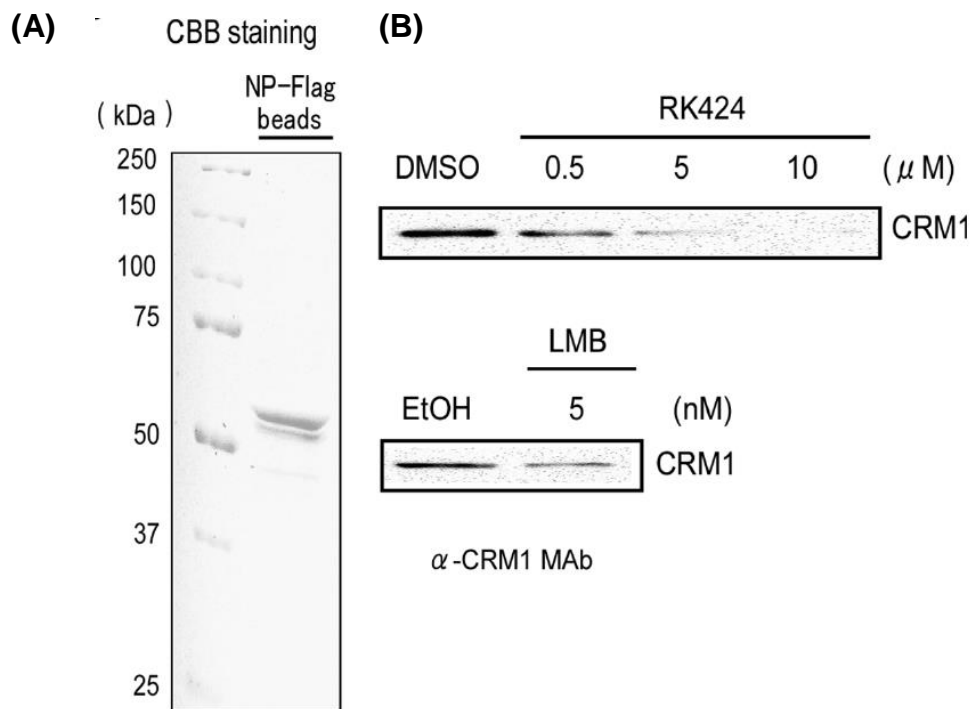 (A)
CBB staining
NP-Flag
beads
( kDa )
250
150
100
75
50
37
25
(B)
RK424
DMSO 0.5 5 10 ( μ M)
CRM1
LMB
EtOH 5 (nM)
CRM1
α-CRM1 MAb